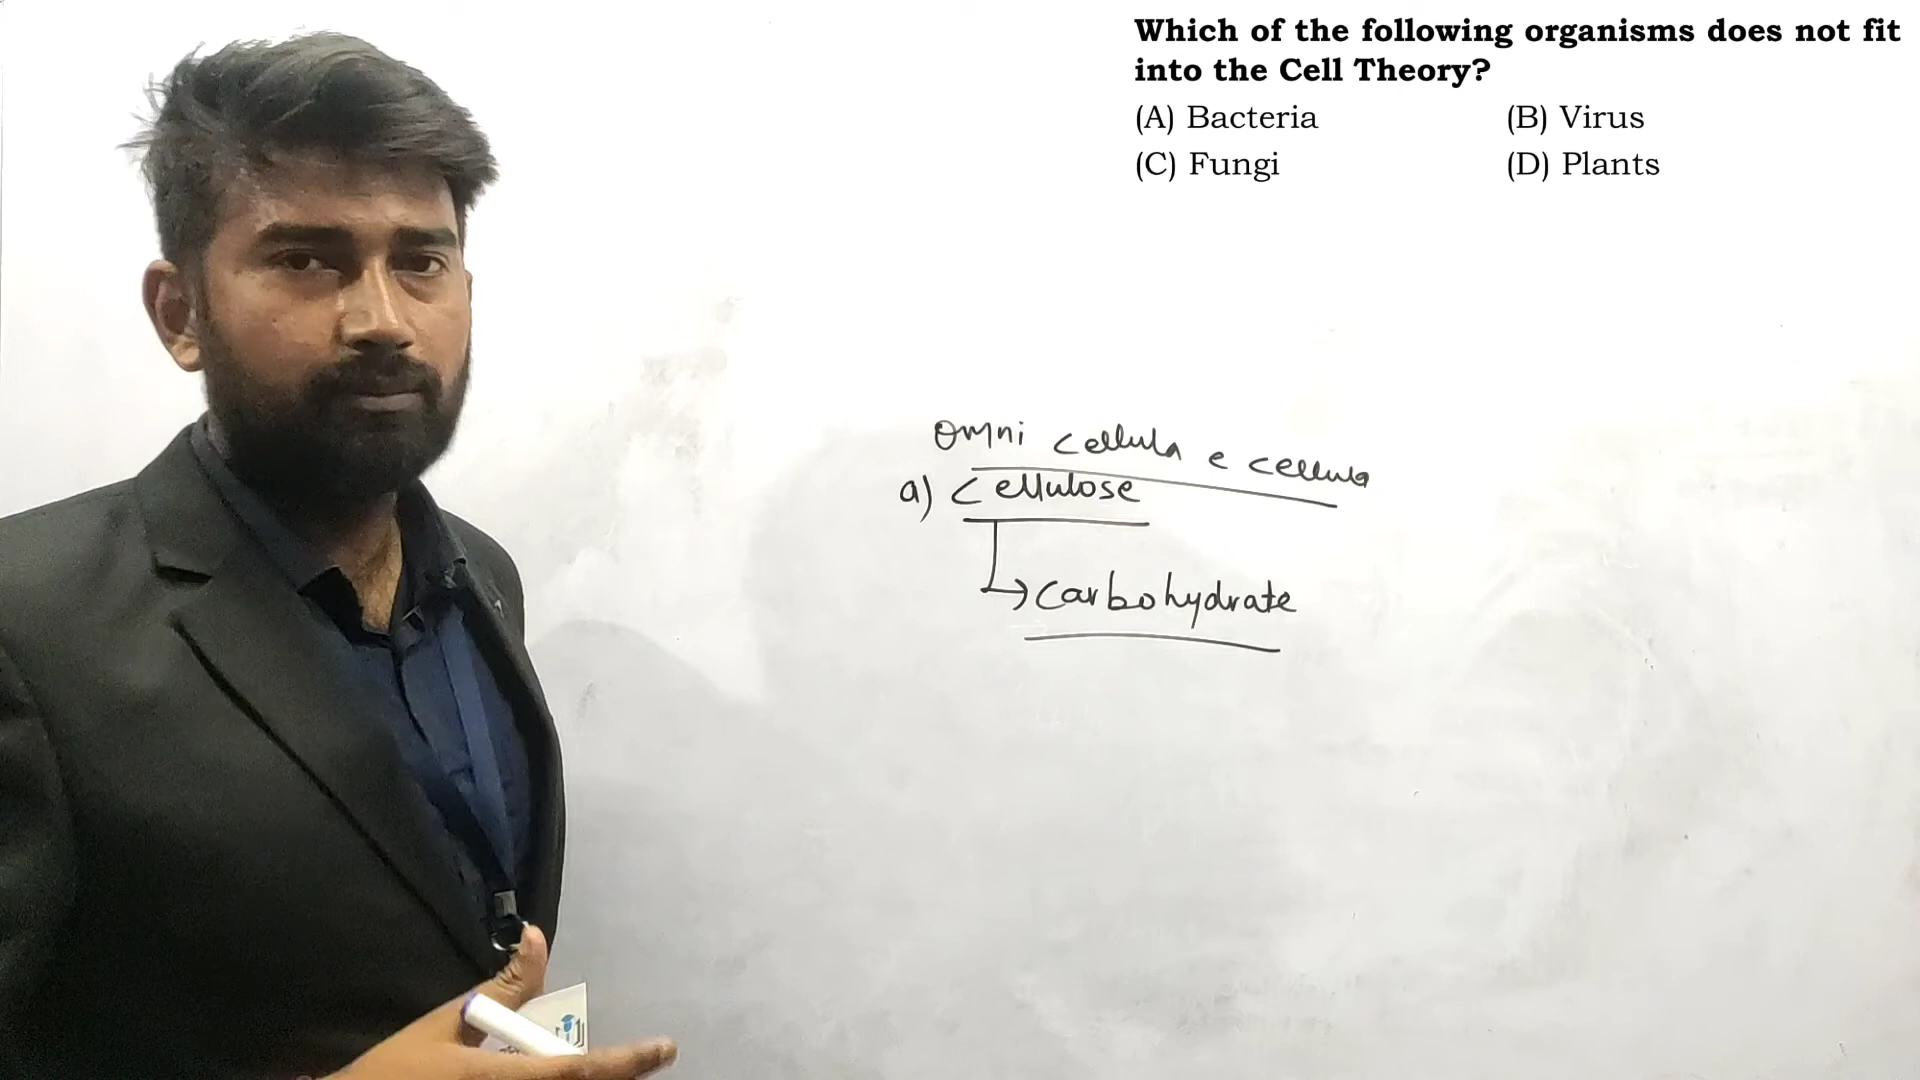 Which of the following organisms does not fit
into the Cell Theory?
(A) Bacteria (B) Virus
(C) Fungi (D) Plants
omni cellula e cellula
a) Cellulose
↳ carbohydrate